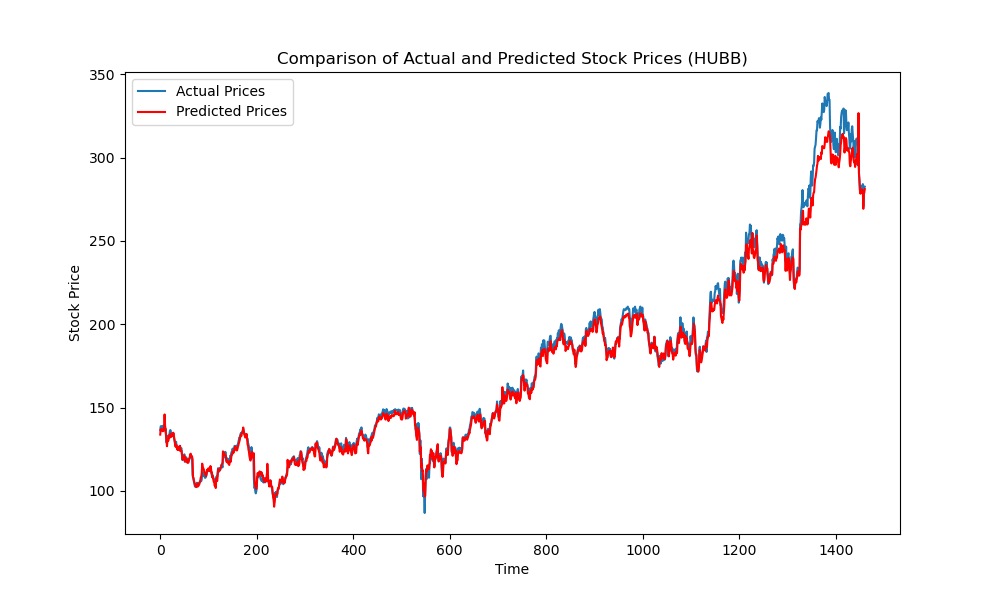 Comparison of Actual and Predicted Stock Prices (HUBB)
Actual Prices
Predicted Prices
350
300
250
200
150
100
Stock Price
0 200 400 600 800 1000 1200 1400
Time